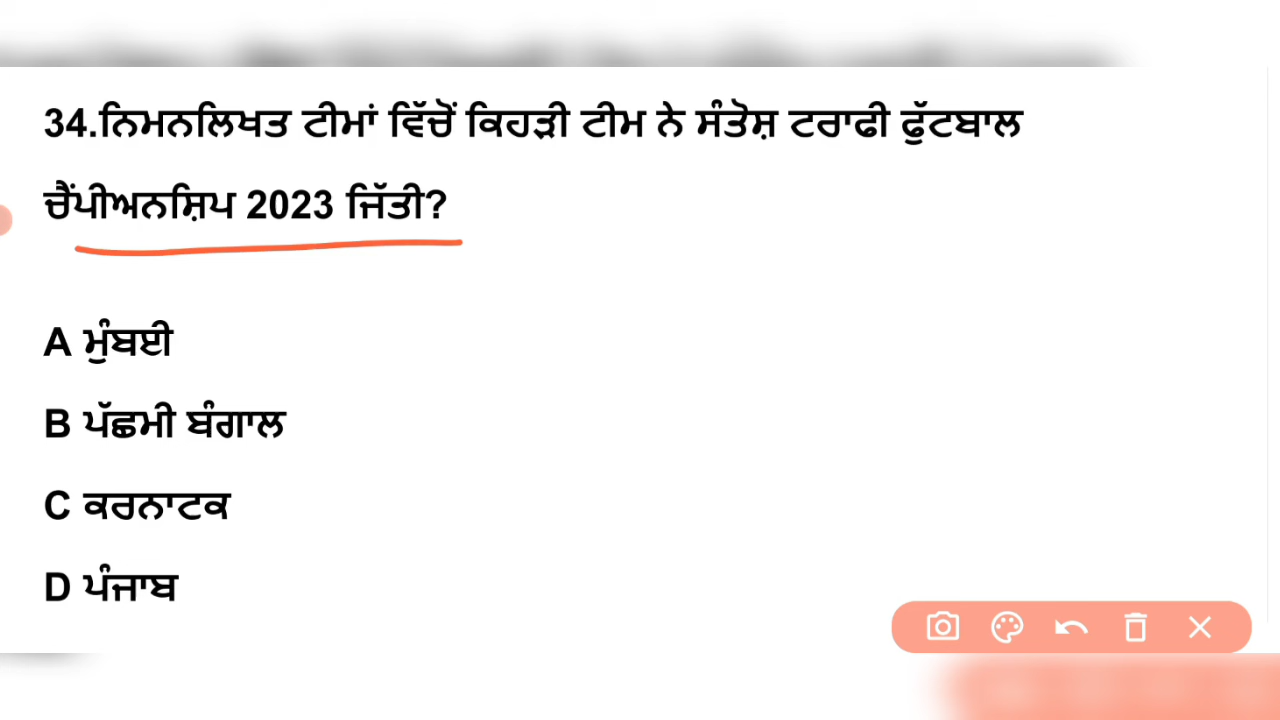 34.ਨਿਮਨਲਿਖਤ ਟੀਮਾਂ ਵਿੱਚੋਂ ਕਿਹੜੀ ਟੀਮ ਨੇ ਸੰਤੋਸ਼ ਟਰਾਫੀ ਫੁੱਟਬਾਲ
ਚੈਂਪੀਅਨਸ਼ਿਪ 2023 ਜਿੱਤੀ?
A ਮੁੰਬਈ
B ਪੱਛਮੀ ਬੰਗਾਲ
C ਕਰਨਾਟਕ
D ਪੰਜਾਬ